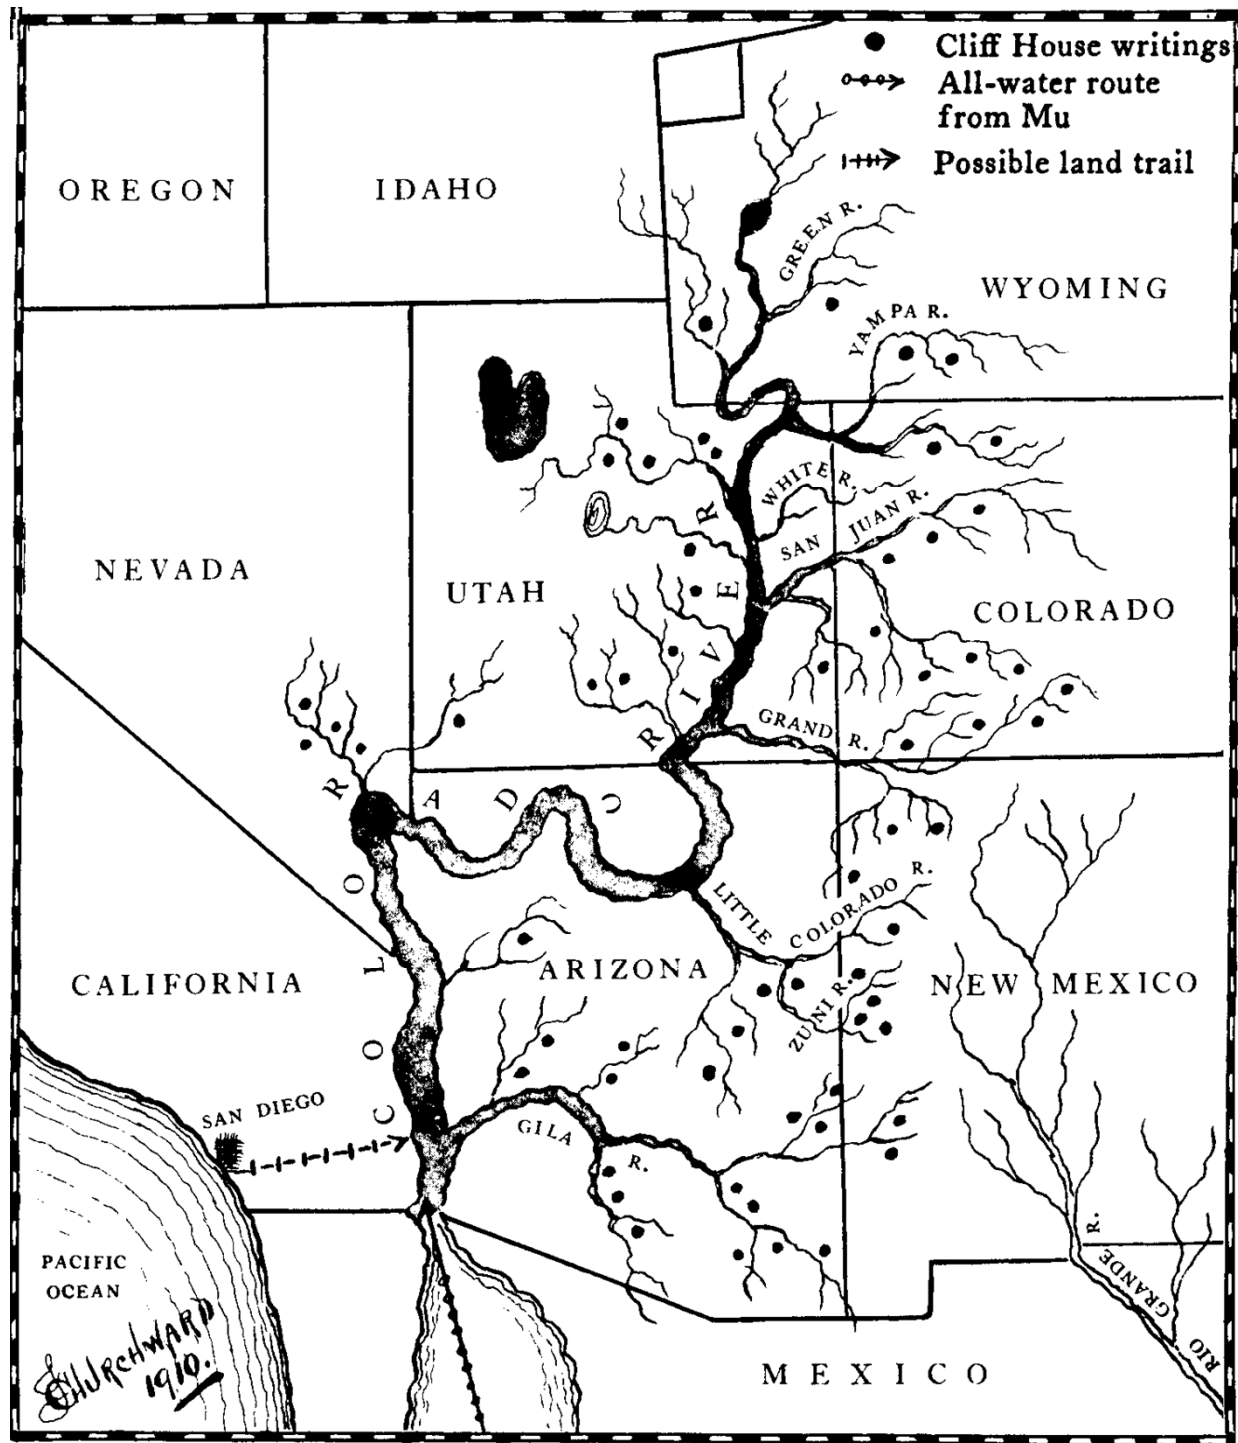 Cliff House writings
All-water route
from Mu
Possible land trail
OREGON
IDAHO
GREEN R.
WYOMING
YAMPA R.
WHITE R.
SAN JUAN R.
NEVADA
UTAH
COLORADO
GRAND R.
COLORADO RIVER
LITTLE COLORADO R.
CALIFORNIA
ARIZONA
ZUNI R.
NEW MEXICO
SAN DIEGO
GILA R.
PACIFIC
OCEAN
RIO GRANDE R.
MEXICO
J CHURCHWARD
1910.